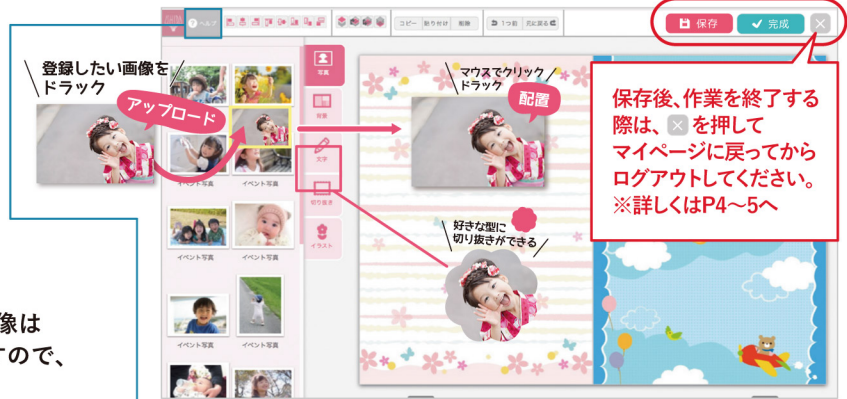 ヘルプ
コピー 貼り付け 削除
1つ前 元に戻る
保存
完成
登録したい画像を
ドラック
アップロード
写真
背景
文字
切り抜き
イラスト
マウスでクリック
ドラック
配置
好きな型に
切り抜きができる
保存後、作業を終了する
際は、 を押して
マイページに戻ってから
ログアウトしてください。
※詳しくはP4〜5へ
イベント写真
イベント写真
イベント写真
イベント写真
イベント写真
イベント写真
像は
すので、